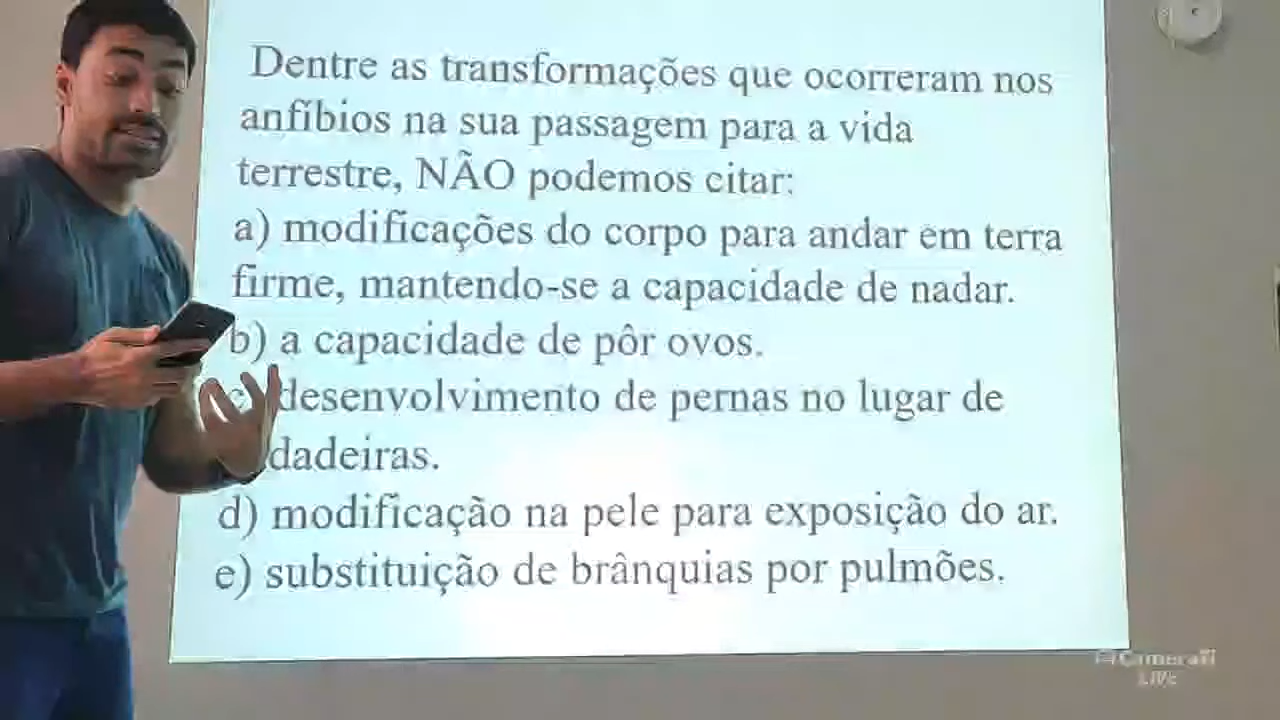 Dentre as transformações que ocorreram nos
anfíbios na sua passagem para a vida
terrestre, NÃO podemos citar:
a) modificações do corpo para andar em terra
firme, mantendo-se a capacidade de nadar.
b) a capacidade de pôr ovos.
c) desenvolvimento de pernas no lugar de
dadeiras.
d) modificação na pele para exposição do ar.
e) substituição de brânquias por pulmões.
CameraFi
Live